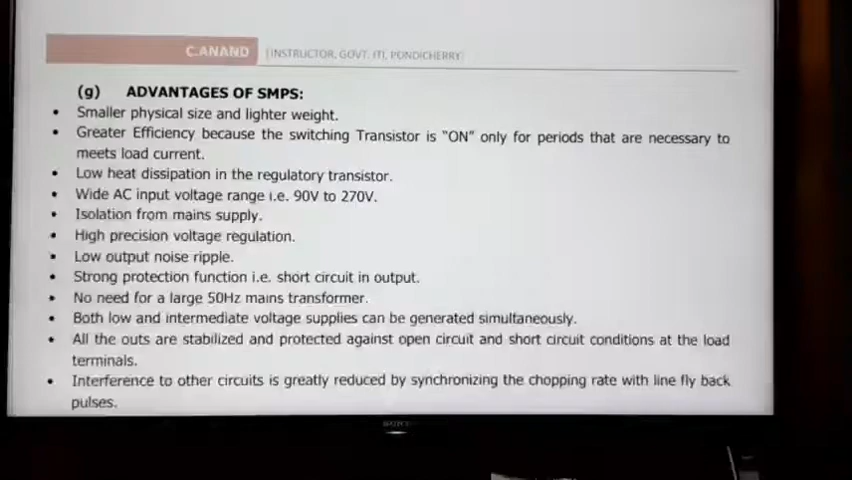 C.ANAND [INSTRUCTOR, GOVT. ITI, PONDICHERRY]
(g) ADVANTAGES OF SMPS:
• Smaller physical size and lighter weight.
• Greater Efficiency because the switching Transistor is "ON" only for periods that are necessary to
meets load current.
• Low heat dissipation in the regulatory transistor.
• Wide AC input voltage range i.e. 90V to 270V.
• Isolation from mains supply.
• High precision voltage regulation.
• Low output noise ripple.
• Strong protection function i.e. short circuit in output.
• No need for a large 50Hz mains transformer.
• Both low and intermediate voltage supplies can be generated simultaneously.
• All the outs are stabilized and protected against open circuit and short circuit conditions at the load
terminals.
• Interference to other circuits is greatly reduced by synchronizing the chopping rate with line fly back
pulses.
SONY